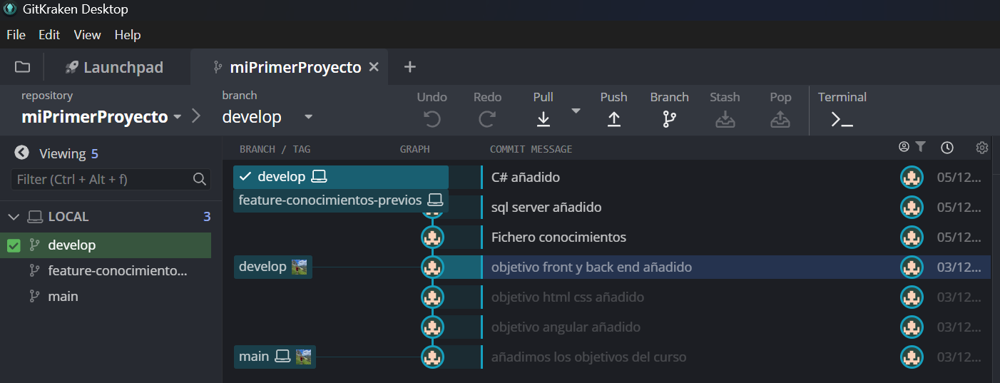 GitKraken Desktop
File Edit View Help
Launchpad miPrimerProyecto
repository branch Undo Redo Pull Push Branch Stash Pop Terminal
miPrimerProyecto develop
Viewing 5 BRANCH / TAG GRAPH COMMIT MESSAGE
Filter (Ctrl + Alt + f) develop C# añadido 05/12...
feature-conocimientos-previos sql server añadido 05/12...
LOCAL 3
Fichero conocimientos 05/12...
develop
develop objetivo front y back end añadido 03/12...
feature-conocimiento...
main objetivo html css añadido 03/12...
objetivo angular añadido 03/12...
main añadimos los objetivos del curso 03/12...